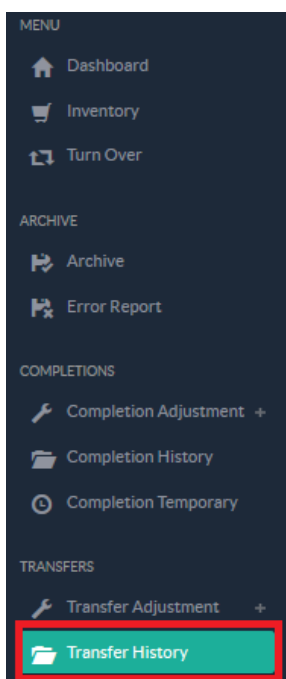 MENU
Dashboard
Inventory
Turn Over
ARCHIVE
Archive
Error Report
COMPLETIONS
Completion Adjustment +
Completion History
Completion Temporary
TRANSFERS
Transfer Adjustment +
Transfer History